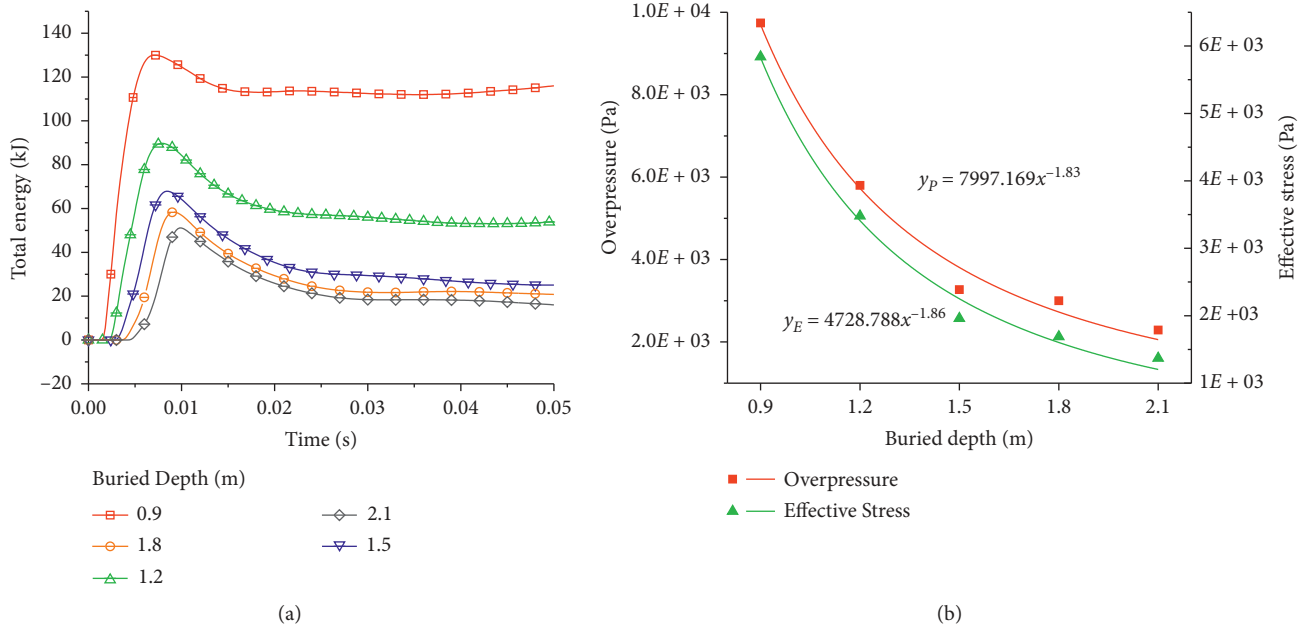 140
120
100
80
60
40
20
0
−20
Total energy (kJ)
0.00 0.01 0.02 0.03 0.04 0.05
Time (s)
Buried Depth (m)
0.9
1.8
1.2
2.1
1.5
(a)
1.0E + 04
8.0E + 03
6.0E + 03
4.0E + 03
2.0E + 03
Overpressure (Pa)
6E + 03
5E + 03
4E + 03
3E + 03
2E + 03
1E + 03
Effective stress (Pa)
y_P = 7997.169x^−1.83
y_E = 4728.788x^−1.86
0.9 1.2 1.5 1.8 2.1
Buried depth (m)
Overpressure
Effective Stress
(b)